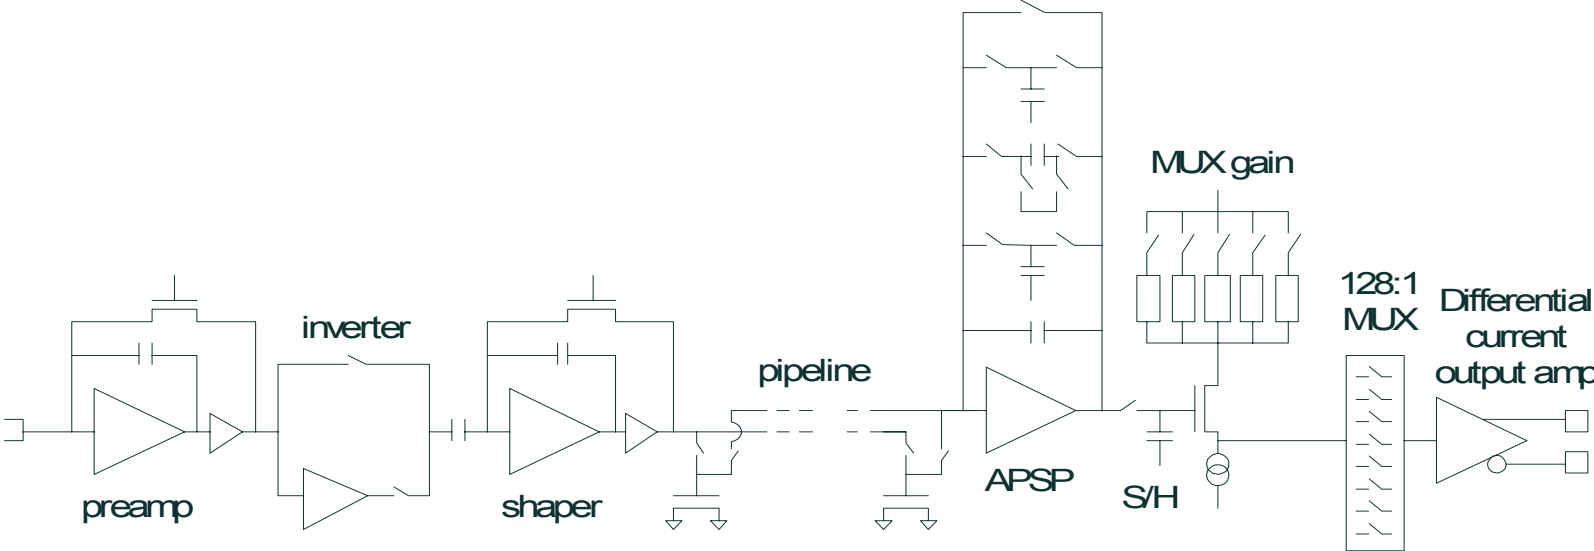 MUX gain
128:1
MUX
Differential
current
output amp
inverter
pipeline
preamp
shaper
APSP
S/H